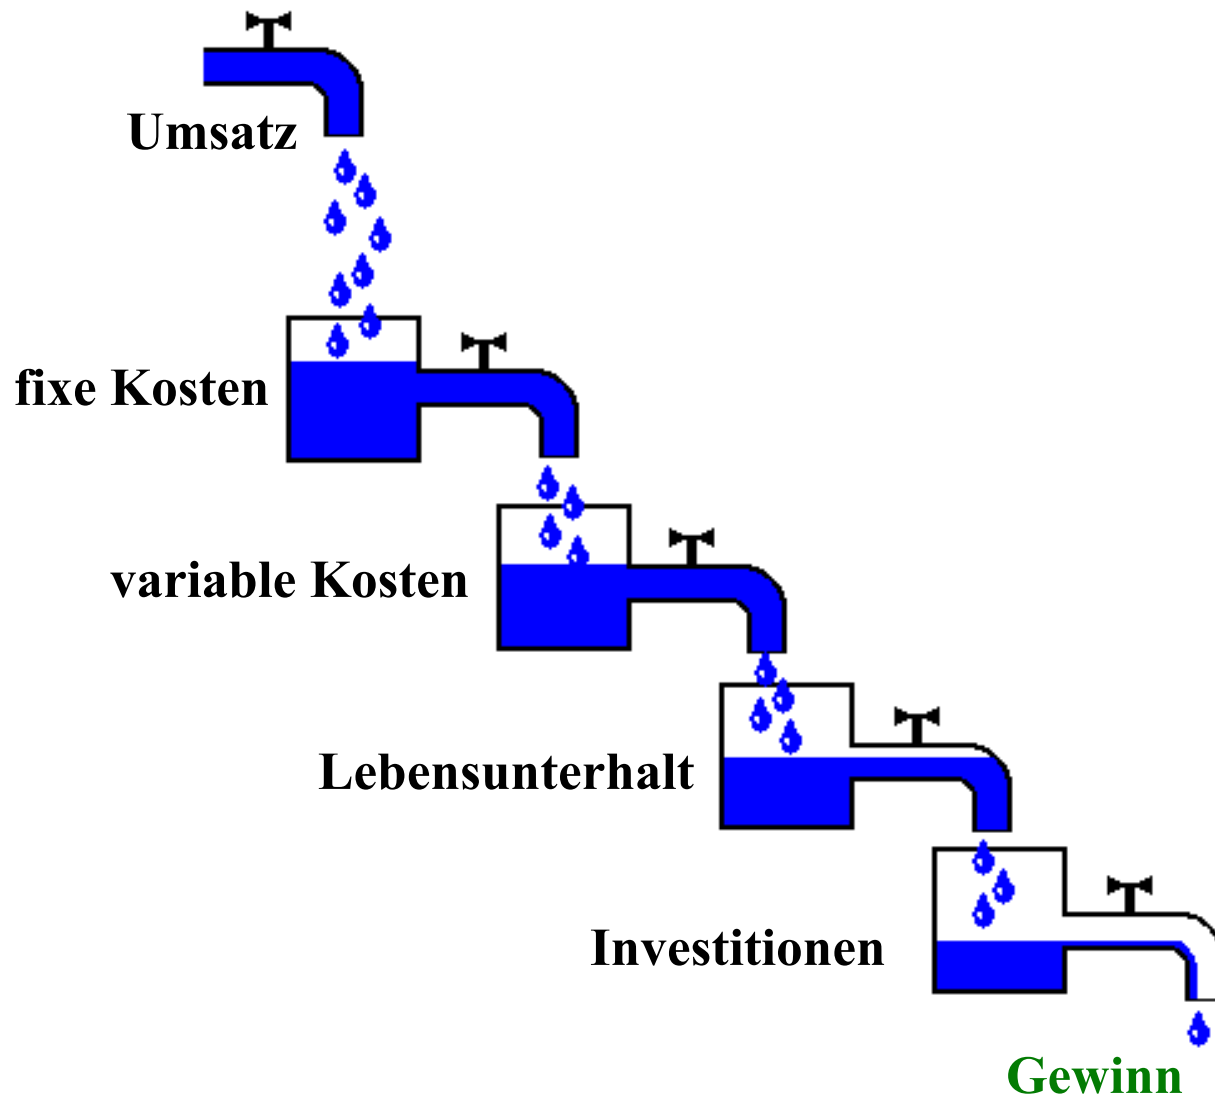 Umsatz
fixe Kosten
variable Kosten
Lebensunterhalt
Investitionen
Gewinn